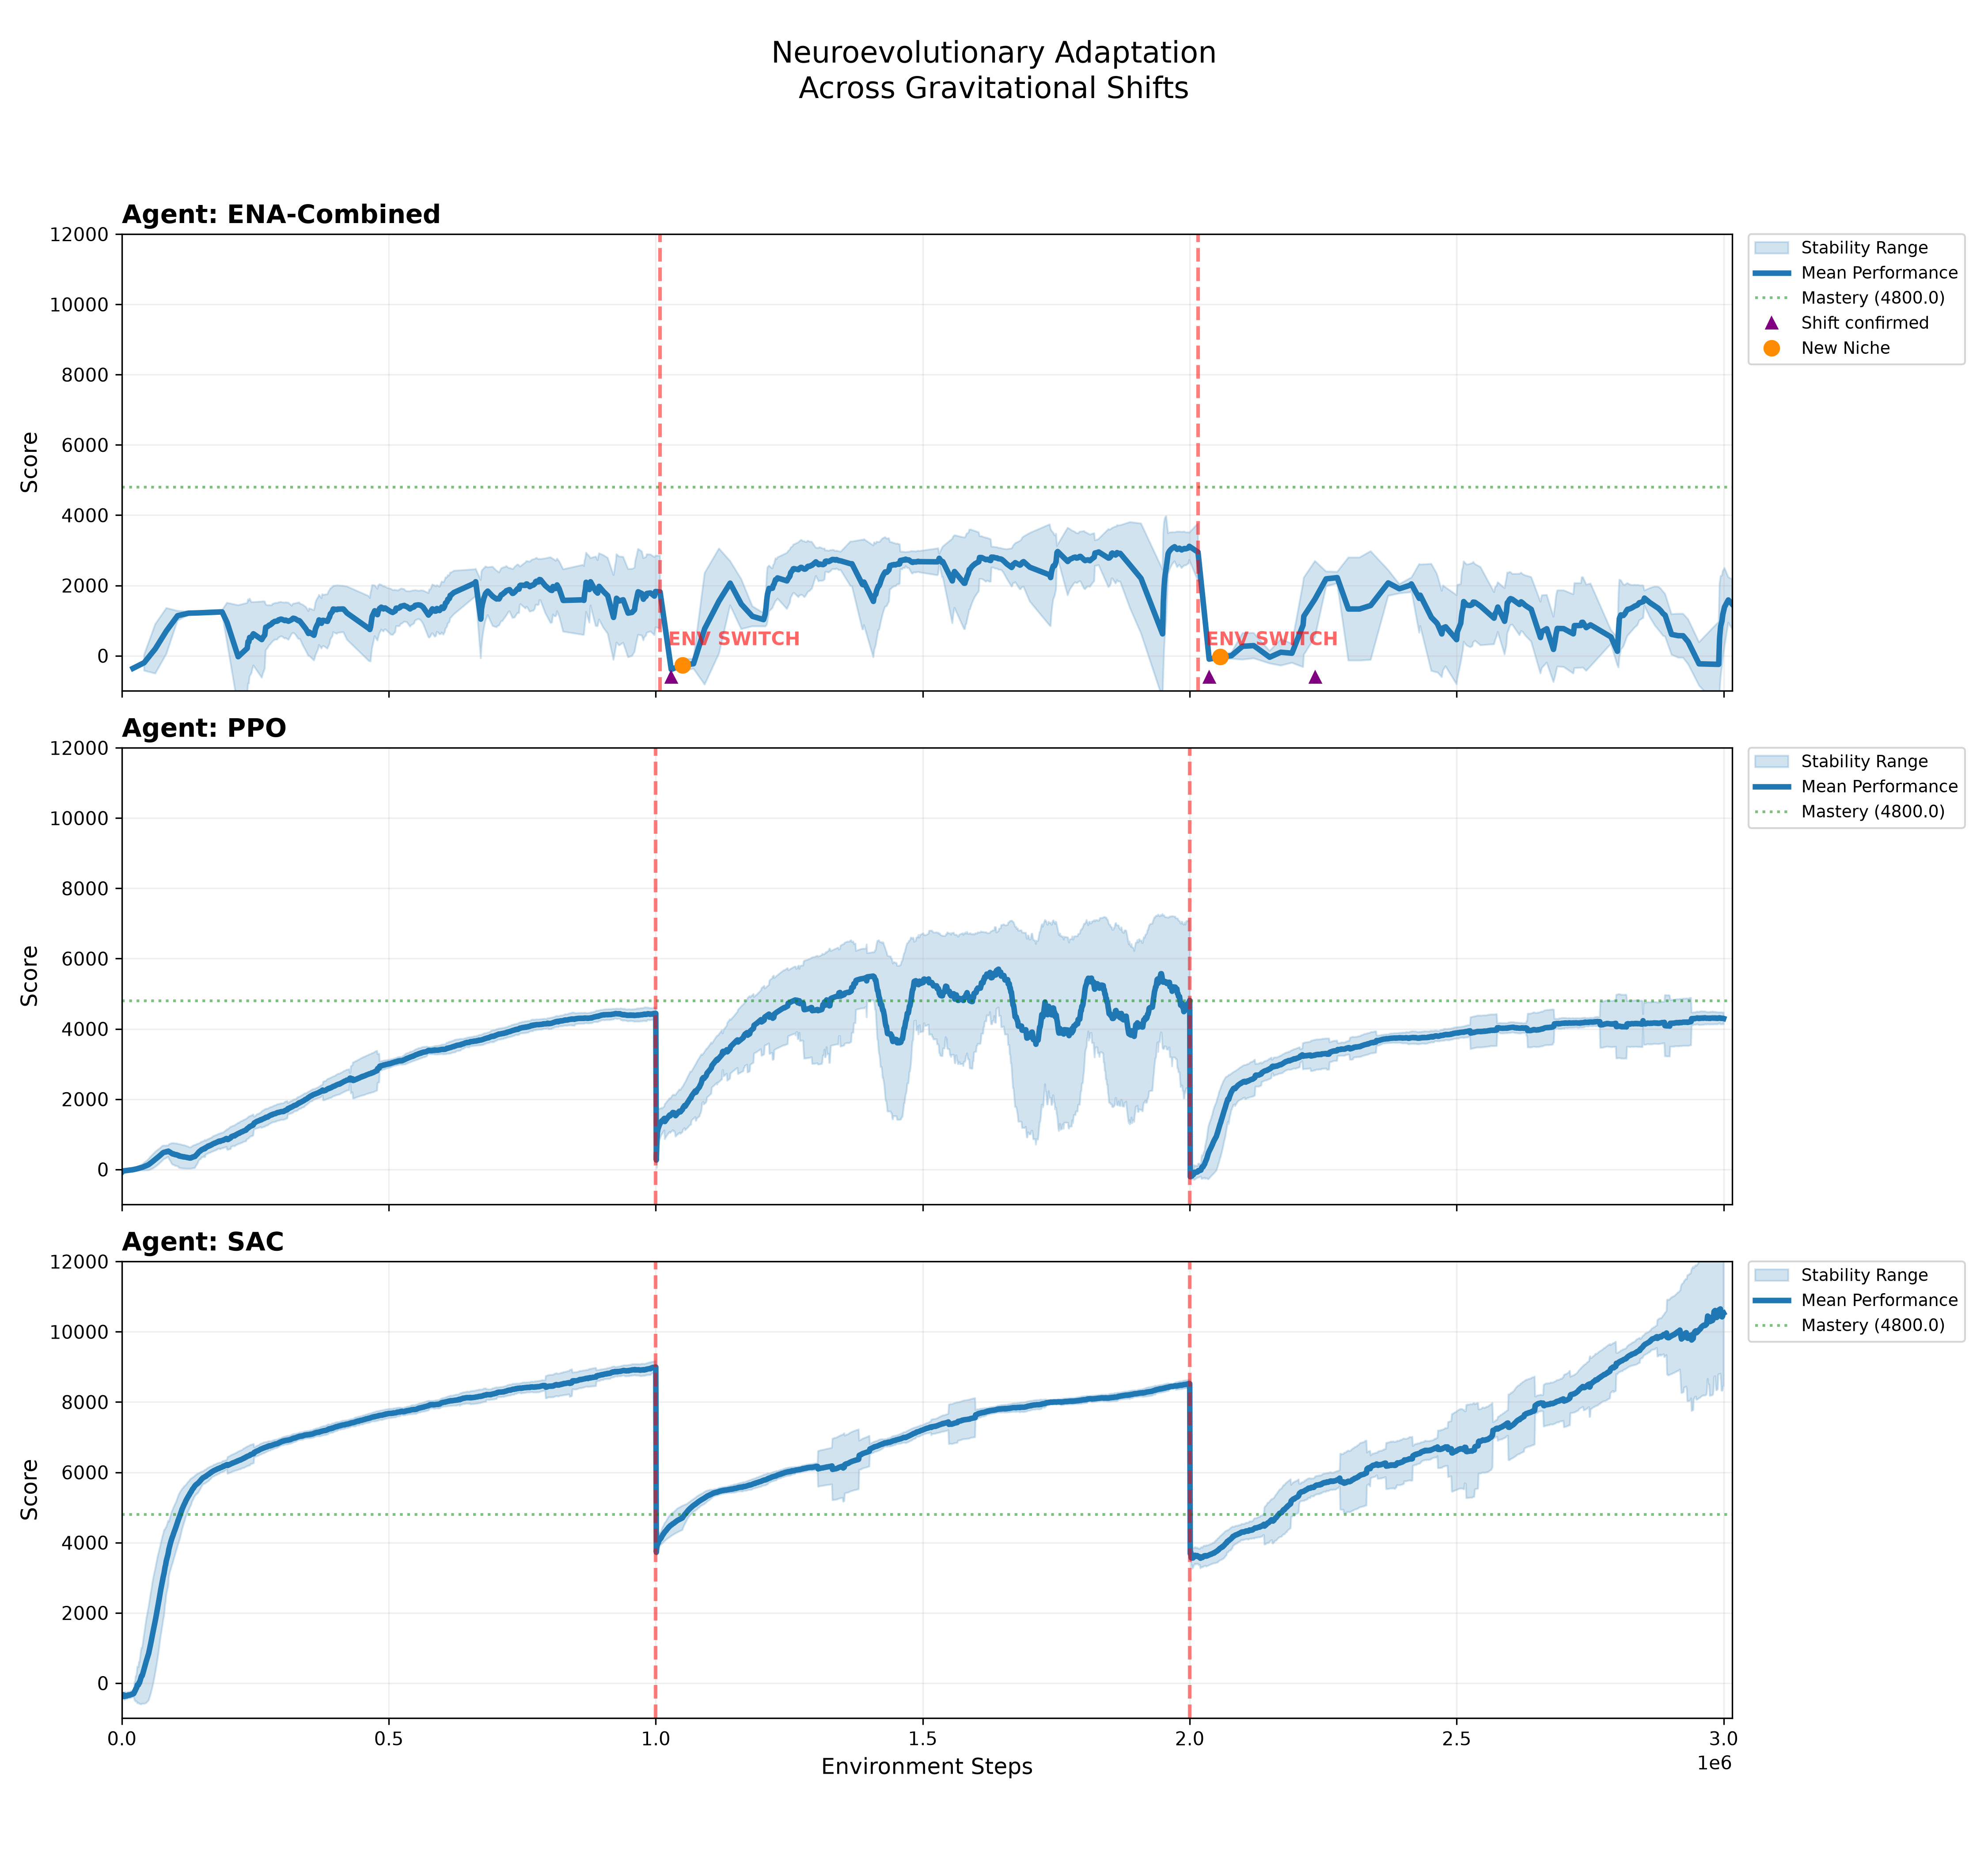 Neuroevolutionary Adaptation
Across Gravitational Shifts
Agent: ENA-Combined
12000
10000
8000
6000
4000
2000
0
Score
ENV SWITCH
ENV SWITCH
Stability Range
Mean Performance
Mastery (4800.0)
Shift confirmed
New Niche
Agent: PPO
12000
10000
8000
6000
4000
2000
0
Score
Stability Range
Mean Performance
Mastery (4800.0)
Agent: SAC
12000
10000
8000
6000
4000
2000
0
Score
Stability Range
Mean Performance
Mastery (4800.0)
0.0 0.5 1.0 1.5 2.0 2.5 3.0
1e6
Environment Steps